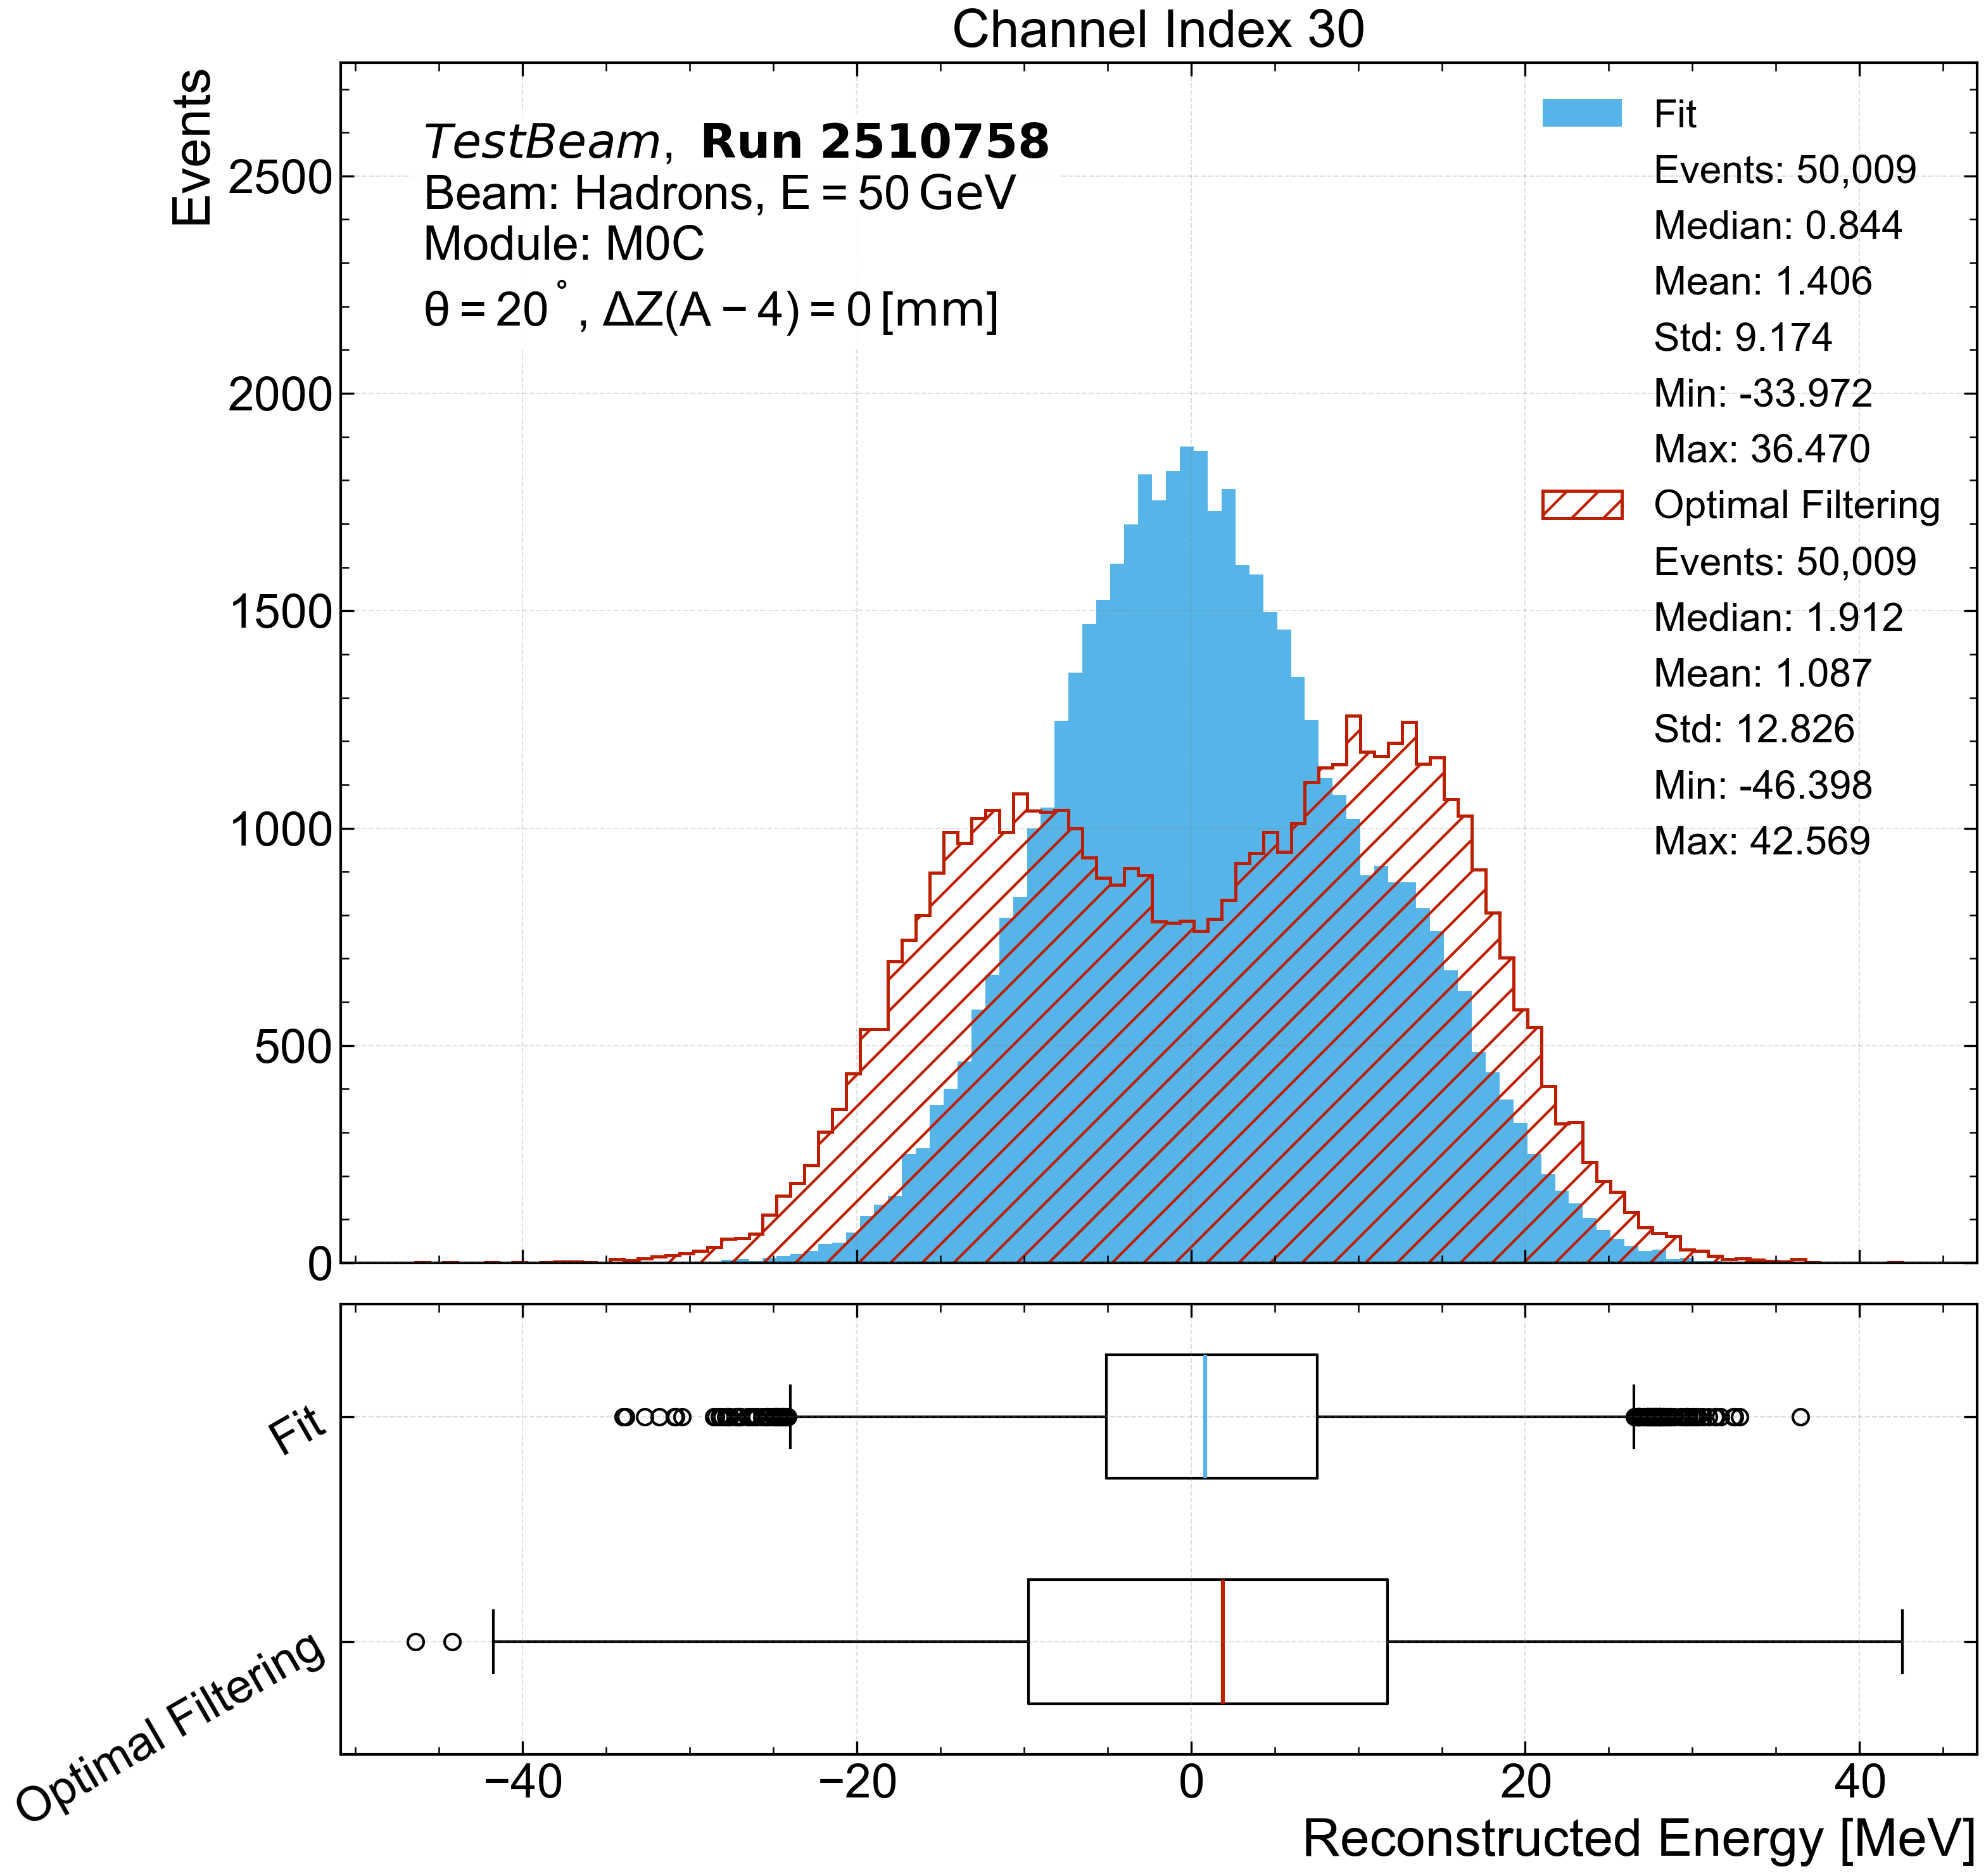 Channel Index 30
Events
2500
2000
1500
1000
500
0
TestBeam, Run 2510758
Beam: Hadrons, E = 50 GeV
Module: M0C
θ = 20°, ΔZ(A − 4) = 0 [mm]
Fit
Events: 50,009
Median: 0.844
Mean: 1.406
Std: 9.174
Min: -33.972
Max: 36.470
Optimal Filtering
Events: 50,009
Median: 1.912
Mean: 1.087
Std: 12.826
Min: -46.398
Max: 42.569
Fit
Optimal Filtering
−40 −20 0 20 40
Reconstructed Energy [MeV]